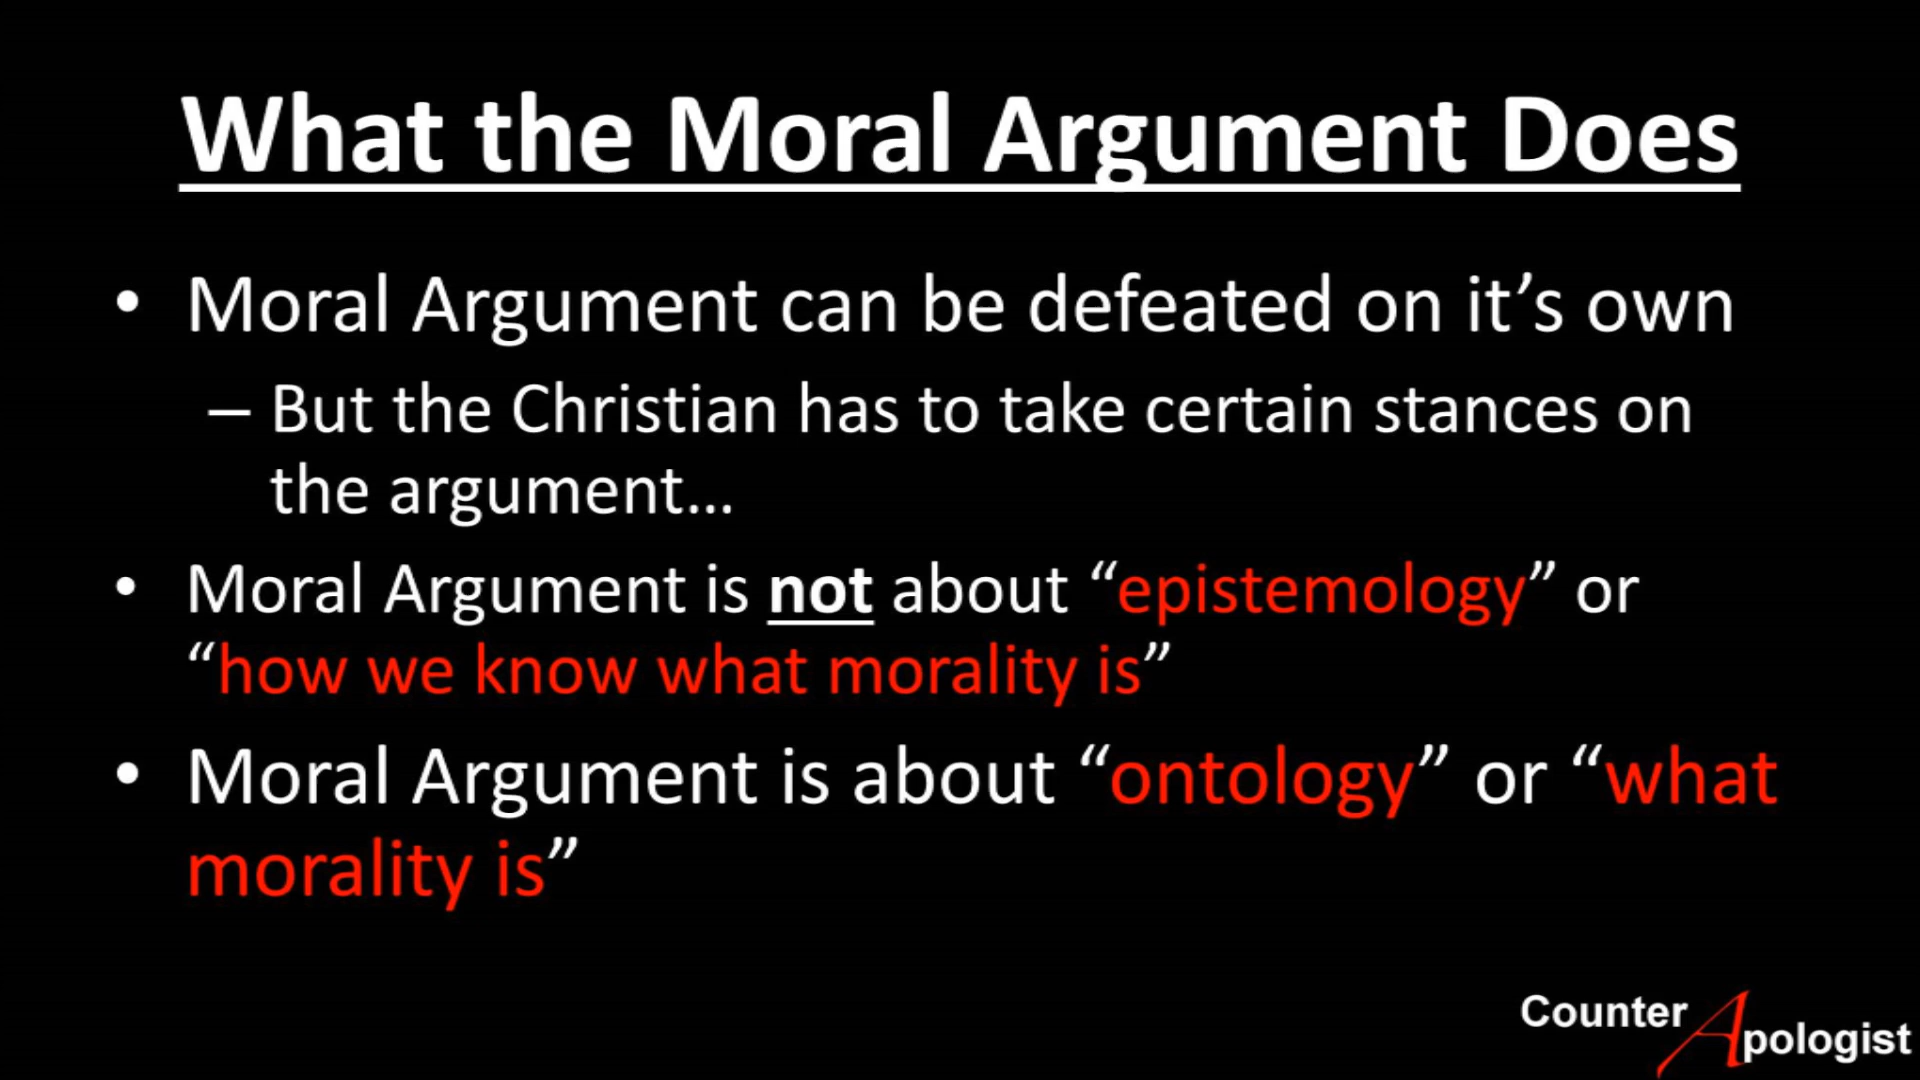 What the Moral Argument Does
• Moral Argument can be defeated on it’s own
– But the Christian has to take certain stances on
the argument...
• Moral Argument is not about “epistemology” or
“how we know what morality is”
• Moral Argument is about “ontology” or “what
morality is”
Counter
Apologist